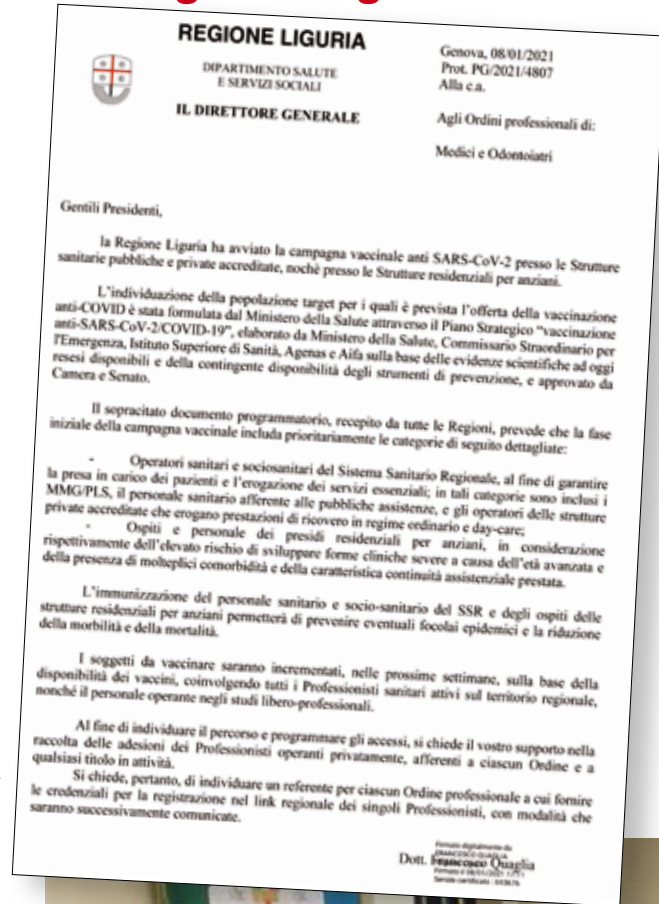 REGIONE LIGURIA
DIPARTIMENTO SALUTE
E SERVIZI SOCIALI
IL DIRETTORE GENERALE
Genova, 08/01/2021
Prot. PG/2021/4807
Alla c.a.
Agli Ordini professionali di:
Medici e Odontoiatri
Gentili Presidenti,
la Regione Liguria ha avviato la campagna vaccinale anti SARS-CoV-2 presso le Strutture
sanitarie pubbliche e private accreditate, nochè presso le Strutture residenziali per anziani.
L'individuazione della popolazione target per i quali è prevista l'offerta della vaccinazione
anti-COVID è stata formulata dal Ministero della Salute attraverso il Piano Strategico "vaccinazione
anti-SARS-CoV-2/COVID-19", elaborato da Ministero della Salute, Commissario Straordinario per
l'Emergenza, Istituto Superiore di Sanità, Agenas e Aifa sulla base delle evidenze scientifiche ad oggi
resesi disponibili e della contingente disponibilità degli strumenti di prevenzione, e approvato da
Camera e Senato.
Il sopracitato documento programmatorio, recepito da tutte le Regioni, prevede che la fase
iniziale della campagna vaccinale includa prioritariamente le categorie di seguito dettagliate:
- Operatori sanitari e sociosanitari del Sistema Sanitario Regionale, al fine di garantire
la presa in carico dei pazienti e l'erogazione dei servizi essenziali; in tali categorie sono inclusi i
MMG/PLS, il personale sanitario afferente alle pubbliche assistenze, e gli operatori delle strutture
private accreditate che erogano prestazioni di ricovero in regime ordinario e day-care;
- Ospiti e personale dei presidi residenziali per anziani, in considerazione
rispettivamente dell'elevato rischio di sviluppare forme cliniche severe a causa dell'età avanzata e
della presenza di molteplici comorbidità e della caratteristica continuità assistenziale prestata.
L'immunizzazione del personale sanitario e socio-sanitario del SSR e degli ospiti delle
strutture residenziali per anziani permetterà di prevenire eventuali focolai epidemici e la riduzione
della morbilità e della mortalità.
I soggetti da vaccinare saranno incrementati, nelle prossime settimane, sulla base della
disponibilità dei vaccini, coinvolgendo tutti i Professionisti sanitari attivi sul territorio regionale,
nonché il personale operante negli studi libero-professionali.
Al fine di individuare il percorso e programmare gli accessi, si chiede il vostro supporto nella
raccolta delle adesioni dei Professionisti operanti privatamente, afferenti a ciascun Ordine e a
qualsiasi titolo in attività.
Si chiede, pertanto, di individuare un referente per ciascun Ordine professionale a cui fornire
le credenziali per la registrazione nel link regionale dei singoli Professionisti, con modalità che
saranno successivamente comunicate.
Firmato digitalmente da
FRANCESCO QUAGLIA
Dott. Francesco Quaglia